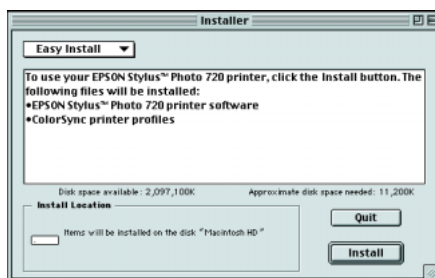 Installer
Easy Install
To use your EPSON Stylus™ Photo 720 printer, click the Install button. The
following files will be installed:
•EPSON Stylus™ Photo 720 printer software
•ColorSync printer profiles
Disk space available: 2,097,100K Approximate disk space needed: 11,200K
Install Location
Items will be installed on the disk "Macintosh HD"
Quit
Install